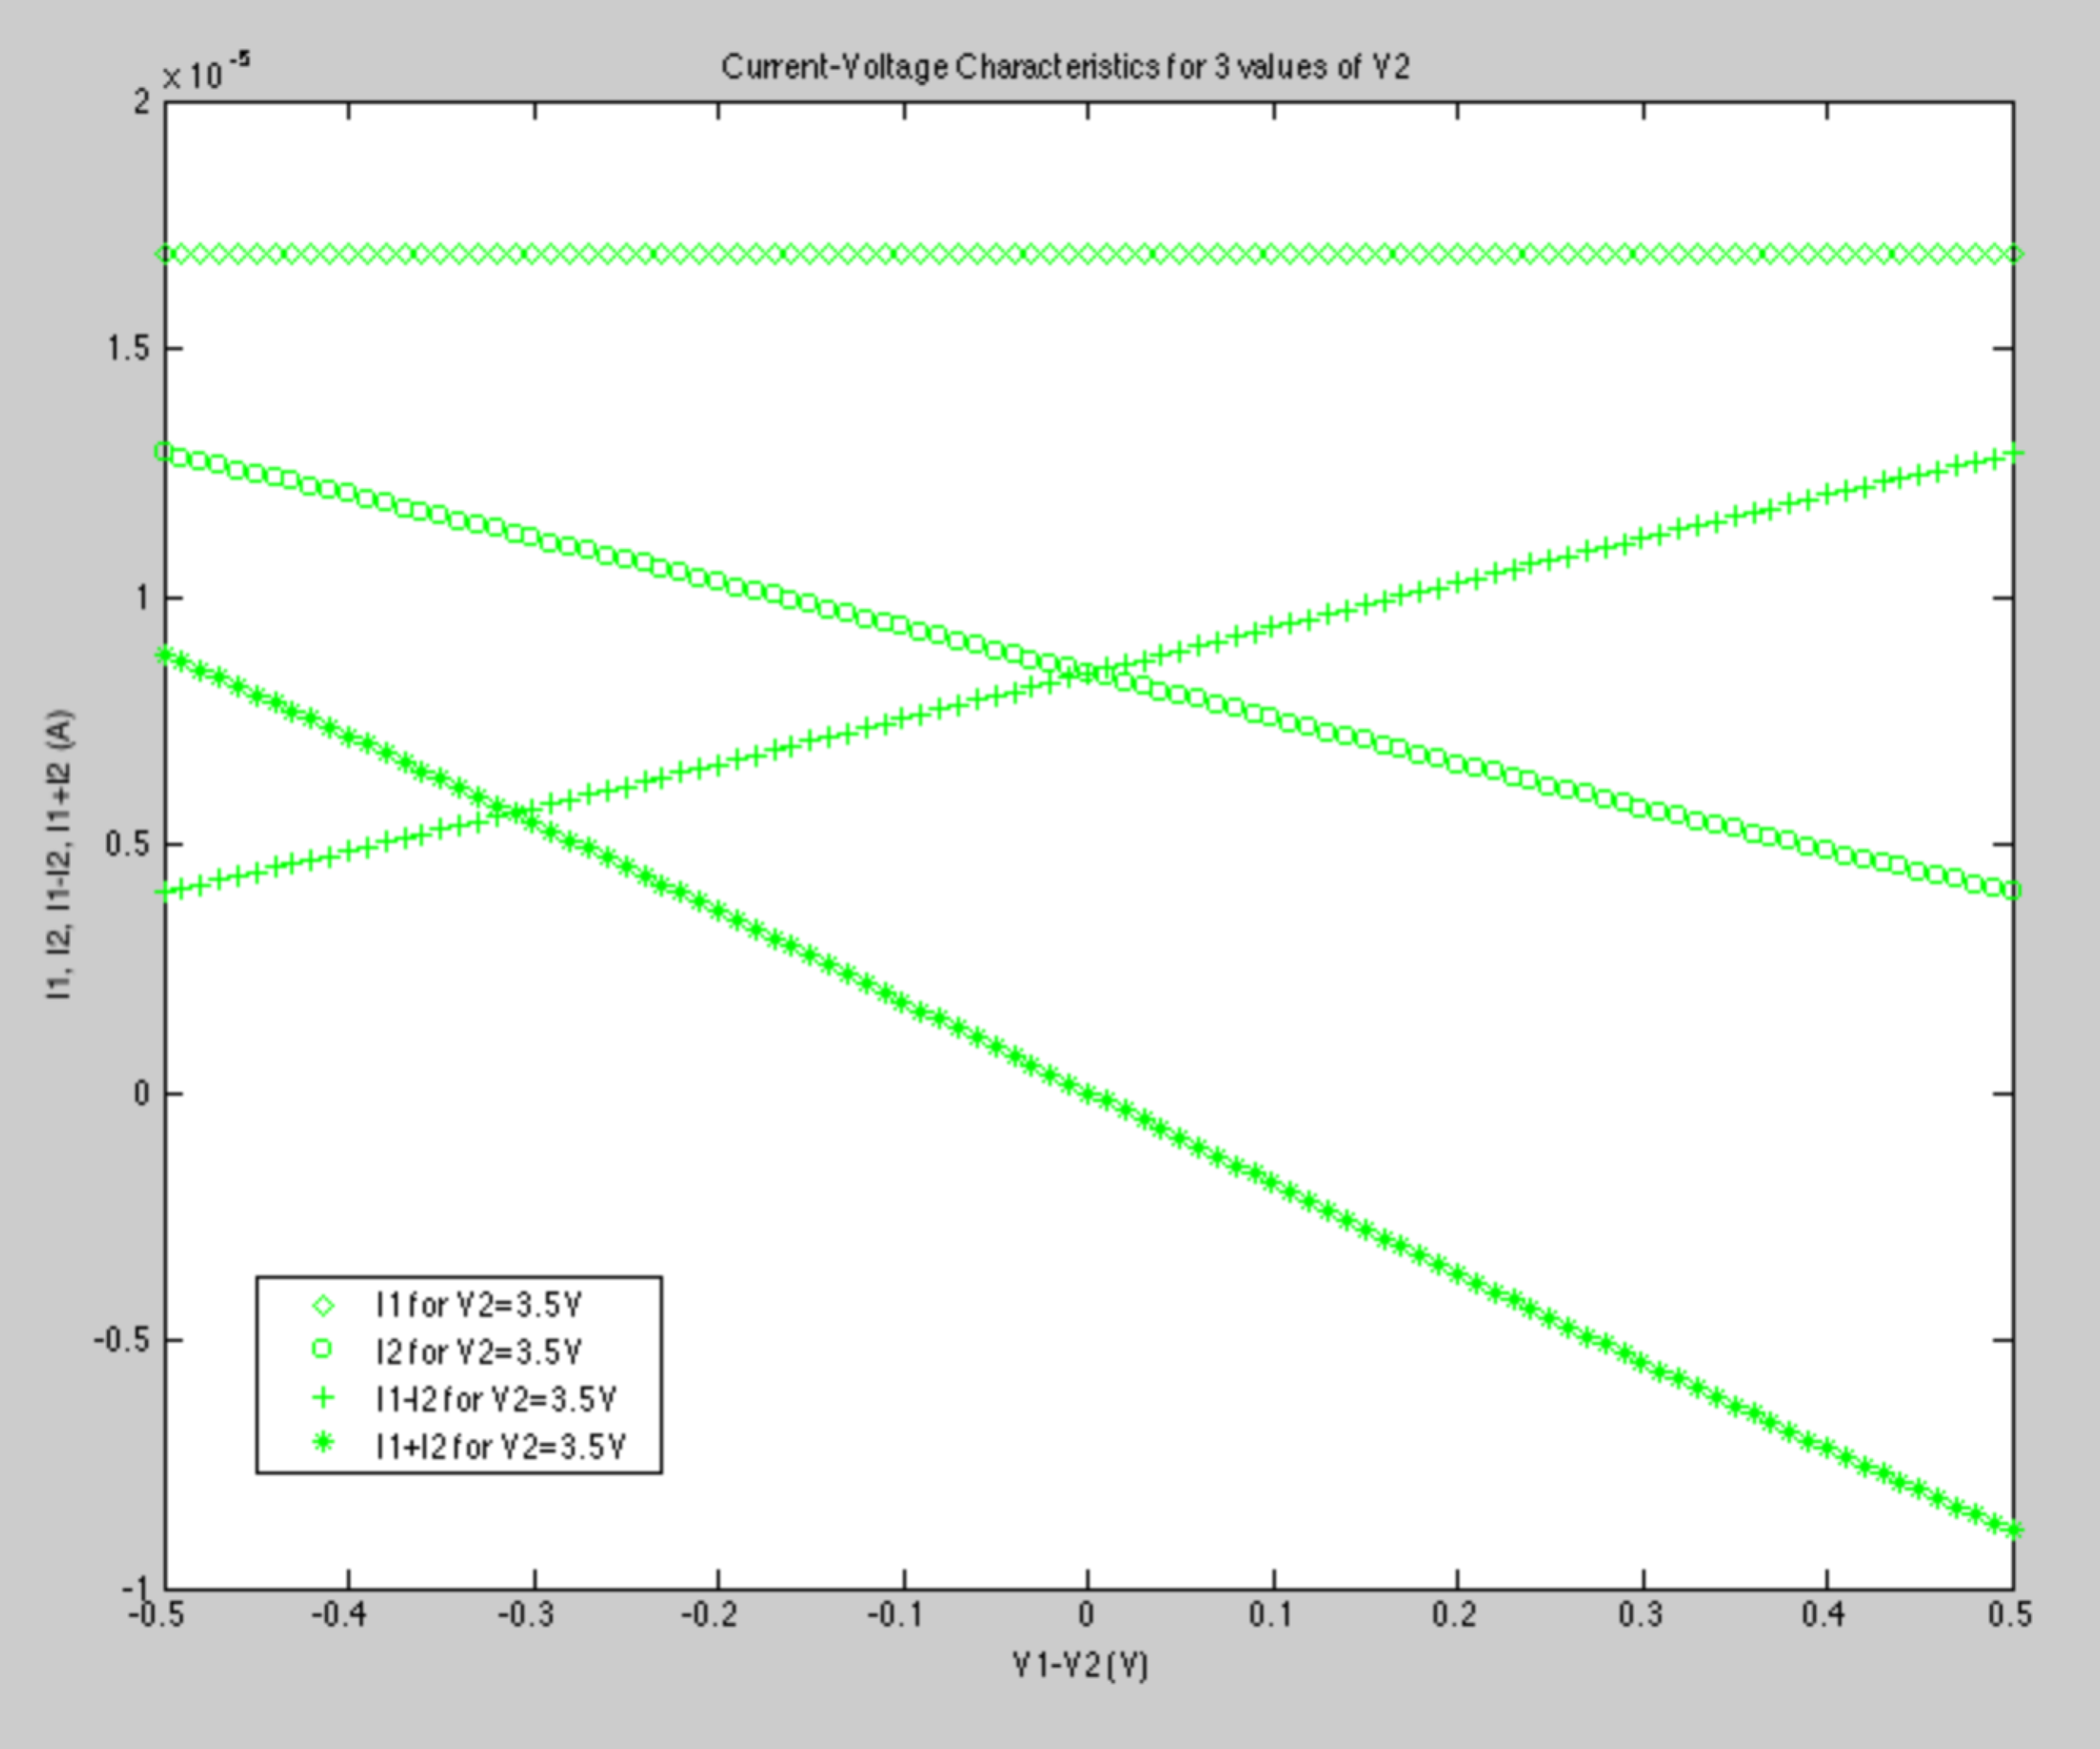 ×10
-5
Current-Voltage Characteristics for 3 values of V2
2
1.5
1
0.5
0
-0.5
-1
I1, I2, I1-I2, I1+I2 (A)
I1 for V2=3.5V
I2 for V2=3.5V
I1-I2 for V2=3.5V
I1+I2 for V2=3.5V
-0.5 -0.4 -0.3 -0.2 -0.1 0 0.1 0.2 0.3 0.4 0.5
V1-V2 (V)